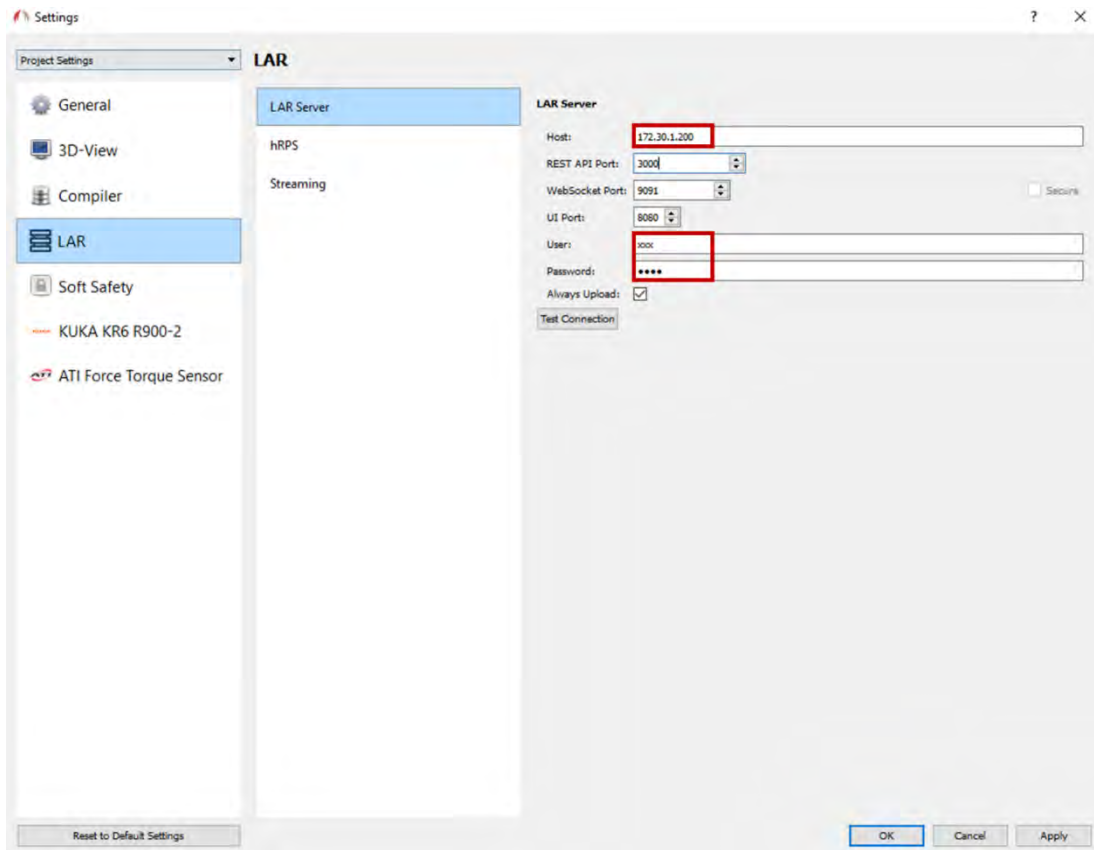 Settings
?
Project Settings
LAR
General
3D-View
Compiler
LAR
Soft Safety
KUKA KR6 R900-2
ATI Force Torque Sensor
LAR Server
hRPS
Streaming
LAR Server
Host: 172.30.1.200
REST API Port: 3000
WebSocket Port: 9091
Secure
UI Port: 8080
User: xxx
Password: ••••
Always Upload:
Test Connection
Reset to Default Settings
OK Cancel Apply